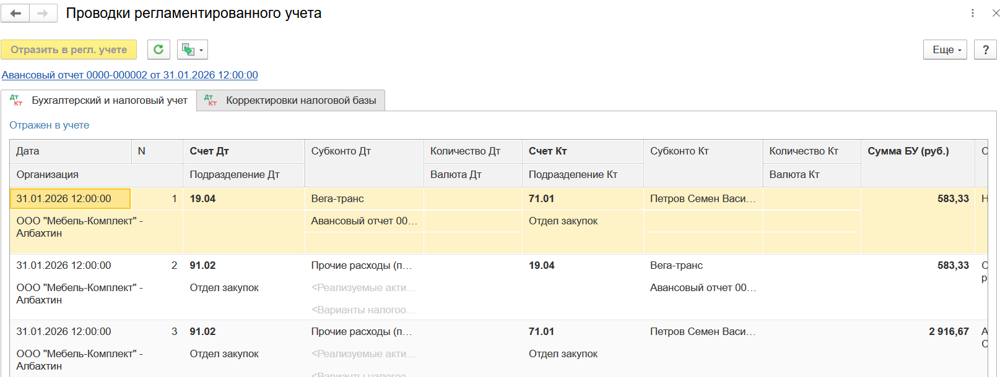 Проводки регламентированного учета
Отразить в регл. учете
Еще
?
Авансовый отчет 0000-000002 от 31.01.2026 12:00:00
Дт Кт Бухгалтерский и налоговый учет
Дт Кт Корректировки налоговой базы
Отражен в учете
Дата N Счет Дт Субконто Дт Количество Дт Счет Кт Субконто Кт Количество Кт Сумма БУ (руб.) С
Организация Подразделение Дт Валюта Дт Подразделение Кт Валюта Кт
31.01.2026 12:00:00 1 19.04 Вега-транс 71.01 Петров Семен Васи... 583,33 Н
ООО "Мебель-Комплект" - Авансовый отчет 00... Отдел закупок
Албахтин
31.01.2026 12:00:00 2 91.02 Прочие расходы (п... 19.04 Вега-транс 583,33 С
р
ООО "Мебель-Комплект" - Отдел закупок <Реализуемые акти... Авансовый отчет 00...
Албахтин
<Варианты налогоо...
31.01.2026 12:00:00 3 91.02 Прочие расходы (п... 71.01 Петров Семен Васи... 2 916,67 А
С
ООО "Мебель-Комплект" - Отдел закупок <Реализуемые акти... Отдел закупок
Албахтин
<Варианты налогоо...